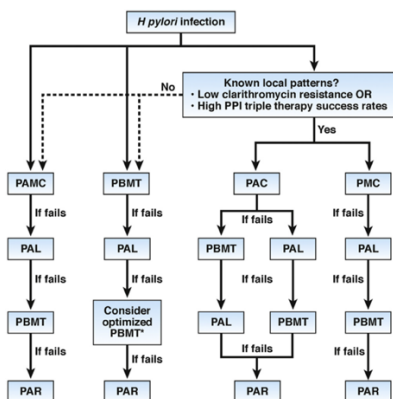 H pylori infection
Known local patterns?
• Low clarithromycin resistance OR
• High PPI triple therapy success rates
No
Yes
PAMC
PBMT
PAC
PMC
If fails
If fails
If fails
If fails
PAL
PAL
PBMT
PAL
PAL
If fails
If fails
If fails
If fails
PBMT
Consider
optimized
PBMT*
PAL
PBMT
PBMT
If fails
If fails
If fails
If fails
PAR
PAR
PAR
PAR